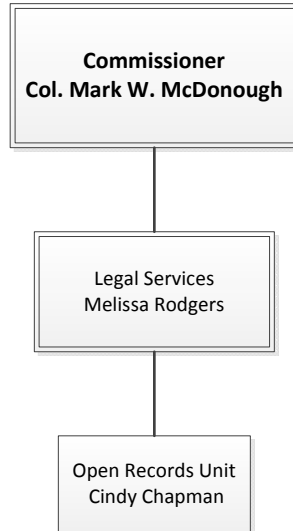 Commissioner
Col. Mark W. McDonough
Legal Services
Melissa Rodgers
Open Records Unit
Cindy Chapman